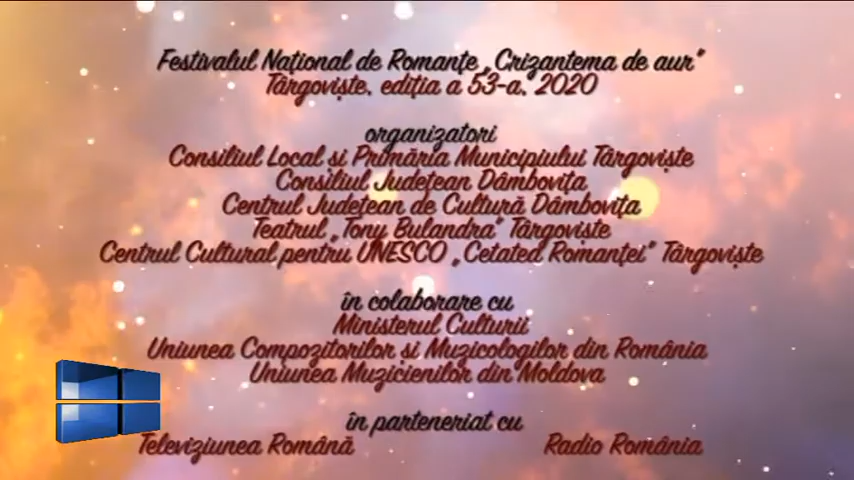 Festivalul Național de Romanțe „Crizantema de aur”
Târgoviște, ediția a 53-a, 2020
organizatori
Consiliul Local și Primăria Municipiului Târgoviște
Consiliul Județean Dâmbovița
Centrul Județean de Cultură Dâmbovița
Teatrul „Tony Bulandra” Târgoviște
Centrul Cultural pentru UNESCO „Cetatea Romanței” Târgoviște
în colaborare cu
Ministerul Culturii
Uniunea Compozitorilor și Muzicologilor din România
Uniunea Muzicienilor din Moldova
în parteneriat cu
Televiziunea Română Radio România